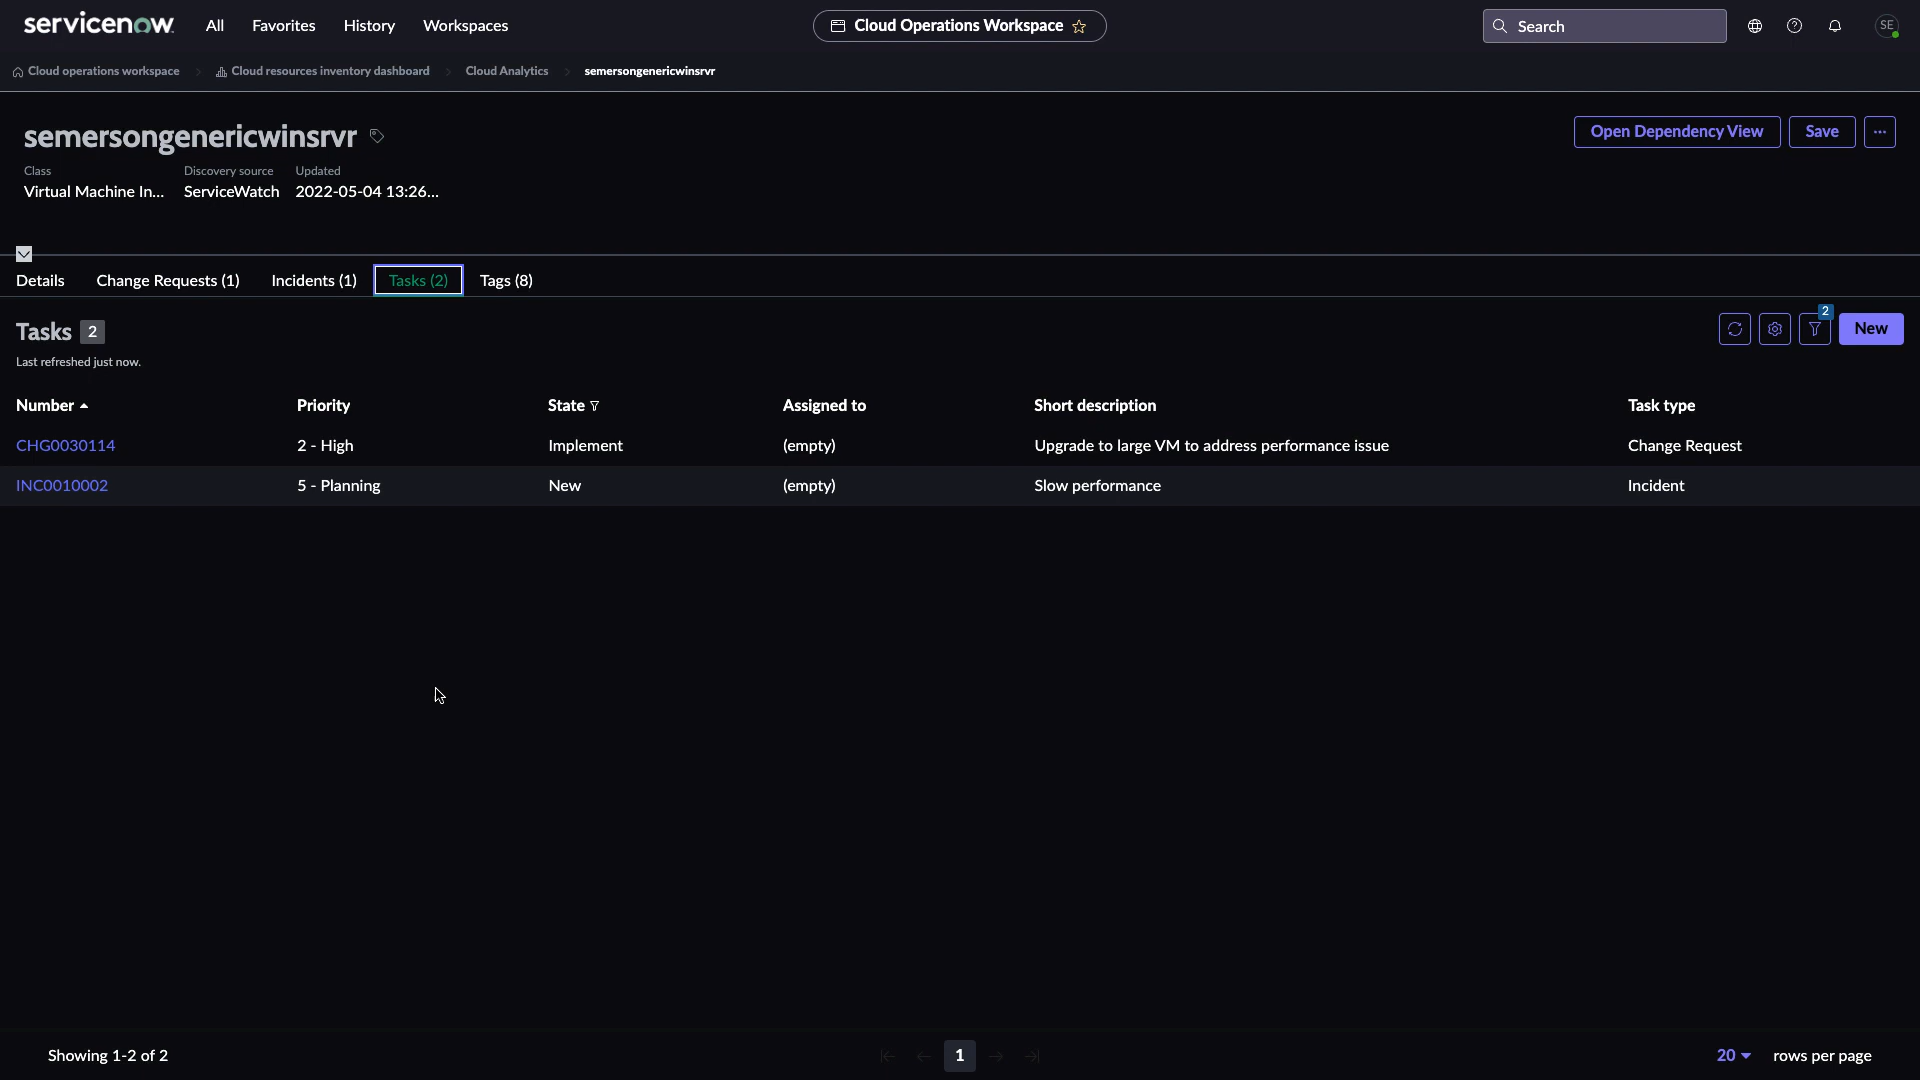 servicenow All Favorites History Workspaces Cloud Operations Workspace Search SE
Cloud operations workspace Cloud resources inventory dashboard Cloud Analytics semersongenericwinsrvr
semersongenericwinsrvr Open Dependency View Save ...
Class Discovery source Updated
Virtual Machine In... ServiceWatch 2022-05-04 13:26...
Details Change Requests (1) Incidents (1) Tasks (2) Tags (8)
Tasks 2 2 New
Last refreshed just now.
Number Priority State Assigned to Short description Task type
CHG0030114 2 - High Implement (empty) Upgrade to large VM to address performance issue Change Request
INC0010002 5 - Planning New (empty) Slow performance Incident
Showing 1-2 of 2 1 20 rows per page